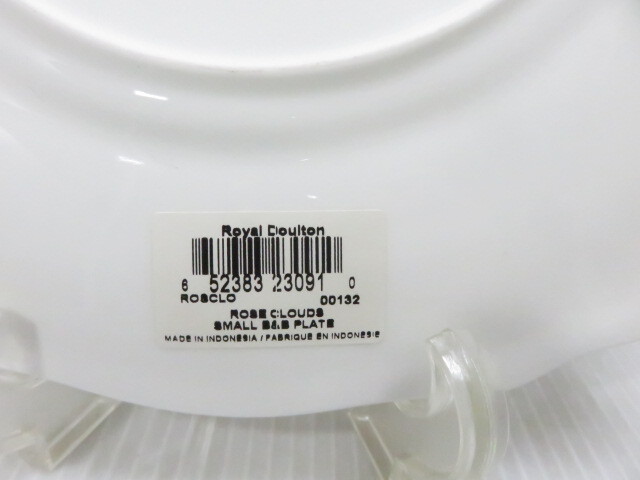 Royal Doulton
6 52383 23091 0
ROSCLO 00132
ROSE CLOUDS
SMALL B&B PLATE
MADE IN INDONESIA / FABRIQUE EN INDONESIE